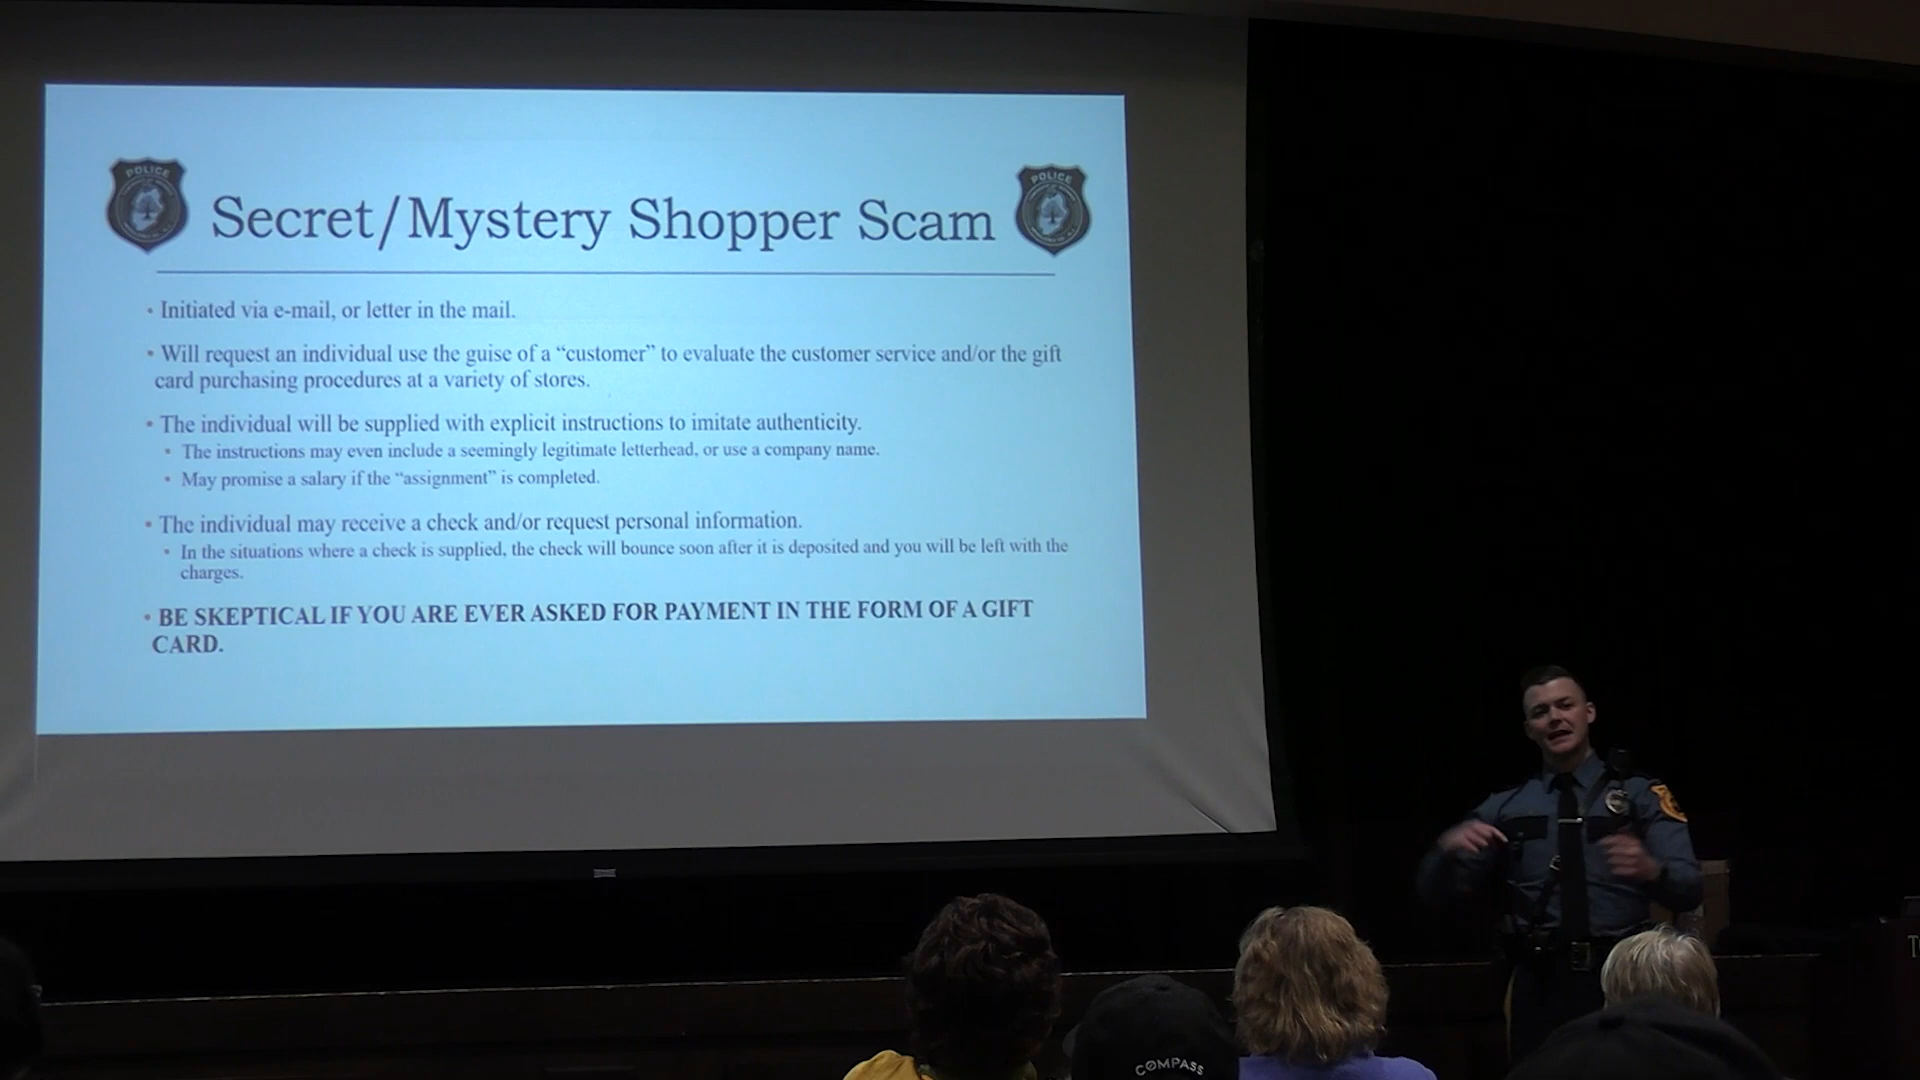 POLICE
POLICE
Secret/Mystery Shopper Scam
• Initiated via e-mail, or letter in the mail.
• Will request an individual use the guise of a “customer” to evaluate the customer service and/or the gift
card purchasing procedures at a variety of stores.
• The individual will be supplied with explicit instructions to imitate authenticity.
• The instructions may even include a seemingly legitimate letterhead, or use a company name.
• May promise a salary if the “assignment” is completed.
• The individual may receive a check and/or request personal information.
• In the situations where a check is supplied, the check will bounce soon after it is deposited and you will be left with the
charges.
• BE SKEPTICAL IF YOU ARE EVER ASKED FOR PAYMENT IN THE FORM OF A GIFT
CARD.
COMPASS